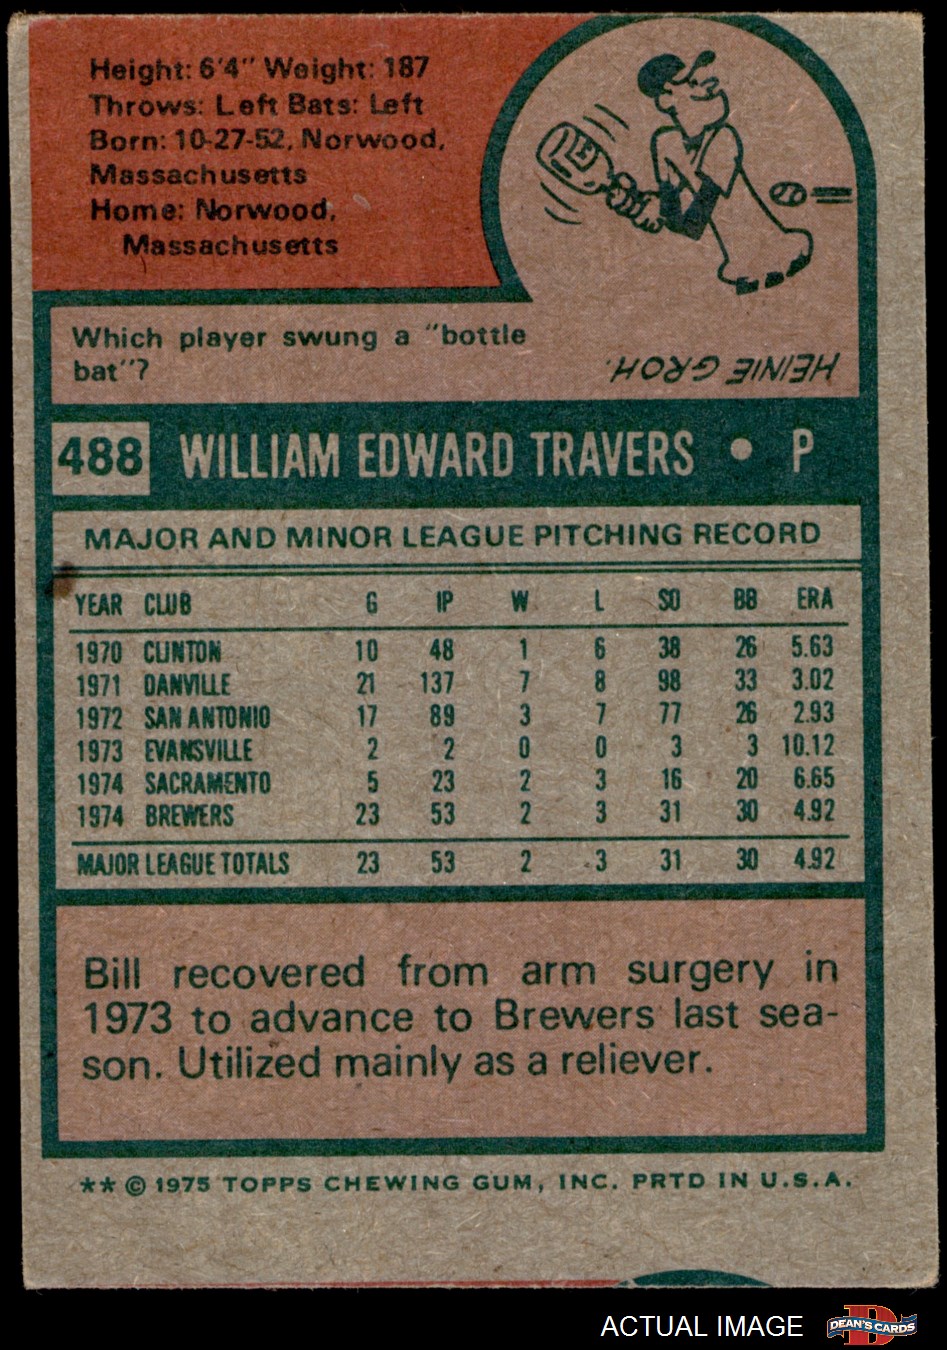 Height: 6'4" Weight: 187
Throws: Left Bats: Left
Born: 10-27-52, Norwood,
Massachusetts
Home: Norwood,
Massachusetts
Which player swung a "bottle
bat"?
HEINIE GROH.
488 WILLIAM EDWARD TRAVERS • P
MAJOR AND MINOR LEAGUE PITCHING RECORD
YEAR CLUB G IP W L SO BB ERA
1970 CLINTON 10 48 1 6 38 26 5.63
1971 DANVILLE 21 137 7 8 98 33 3.02
1972 SAN ANTONIO 17 89 3 7 77 26 2.93
1973 EVANSVILLE 2 2 0 0 3 3 10.12
1974 SACRAMENTO 5 23 2 3 16 20 6.65
1974 BREWERS 23 53 2 3 31 30 4.92
MAJOR LEAGUE TOTALS 23 53 2 3 31 30 4.92
Bill recovered from arm surgery in
1973 to advance to Brewers last sea-
son. Utilized mainly as a reliever.
** © 1975 TOPPS CHEWING GUM, INC. PRTD IN U.S.A.
ACTUAL IMAGE
DEAN'S CARDS